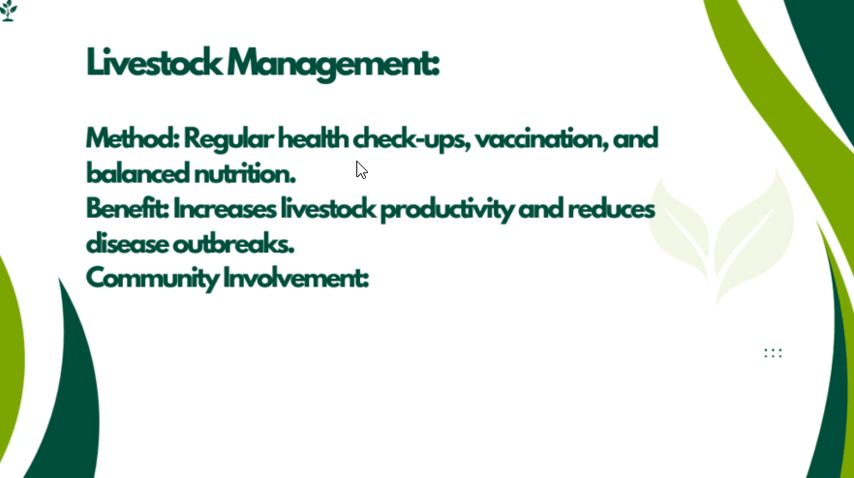 Livestock Management:
Method: Regular health check-ups, vaccination, and
balanced nutrition.
Benefit: Increases livestock productivity and reduces
disease outbreaks.
Community Involvement: